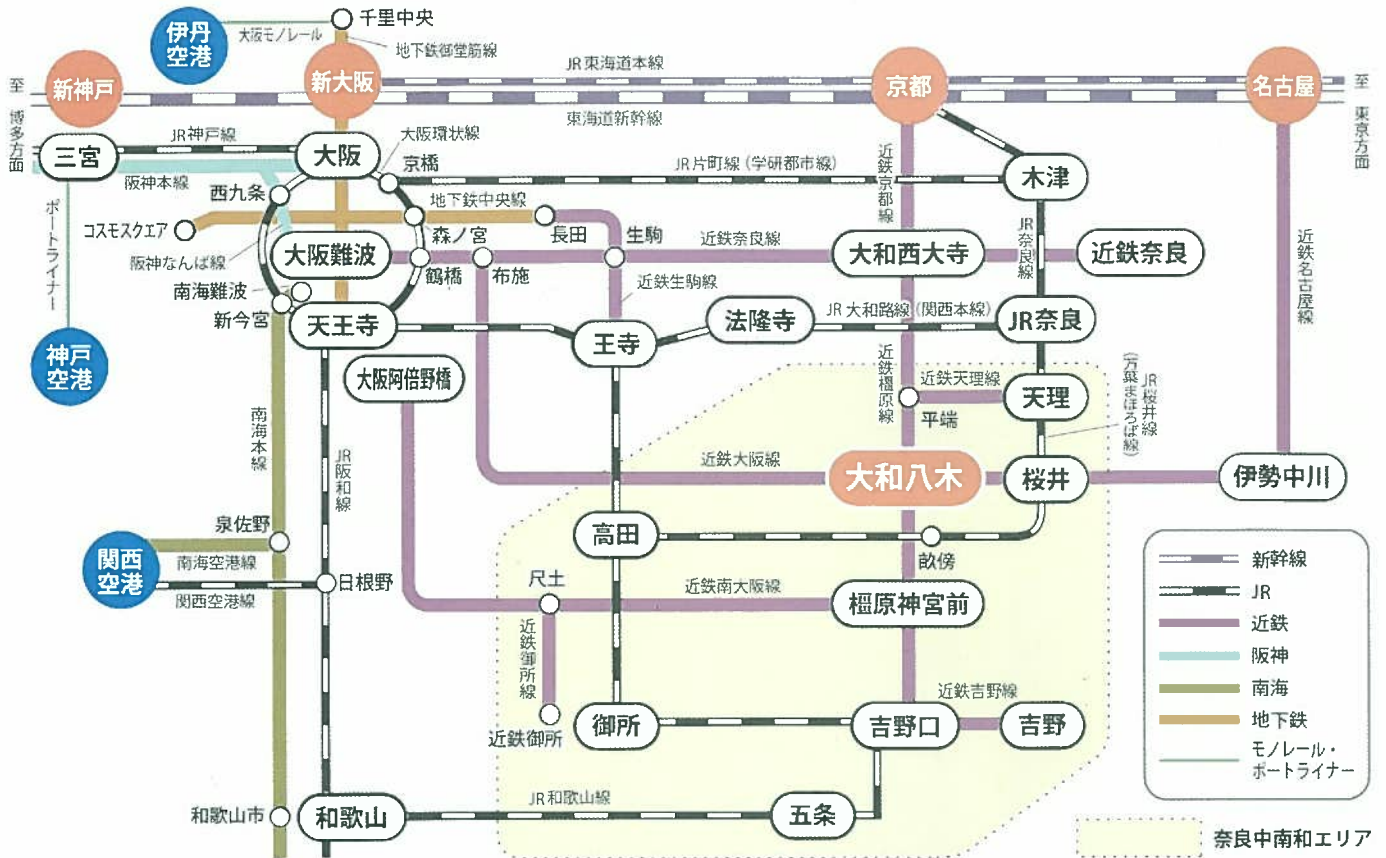 伊丹
空港
大阪モノレール
千里中央
地下鉄御堂筋線
至
博多方面
新神戸
新大阪
JR東海道本線
京都
名古屋
至
東京方面
東海道新幹線
三宮
JR神戸線
大阪
大阪環状線
京橋
JR片町線(学研都市線)
近鉄京都線
木津
阪神本線
西九条
地下鉄中央線
コスモスクエア
森ノ宮
長田
生駒
ポートライナー
阪神なんば線
大阪難波
鶴橋
布施
近鉄奈良線
大和西大寺
JR奈良線
近鉄奈良
近鉄名古屋線
南海難波
近鉄生駒線
新今宮
天王寺
王寺
法隆寺
JR大和路線(関西本線)
JR奈良
神戸
空港
大阪阿倍野橋
近鉄橿原線
近鉄天理線
平端
天理
JR桜井線
(万葉まほろば線)
南海本線
JR阪和線
近鉄大阪線
大和八木
桜井
伊勢中川
泉佐野
高田
畝傍
関西
空港
南海空港線
関西空港線
日根野
尺土
近鉄南大阪線
橿原神宮前
近鉄御所線
近鉄御所
御所
吉野口
近鉄吉野線
吉野
和歌山市
和歌山
JR和歌山線
五条
新幹線
JR
近鉄
阪神
南海
地下鉄
モノレール・
ポートライナー
奈良中南和エリア